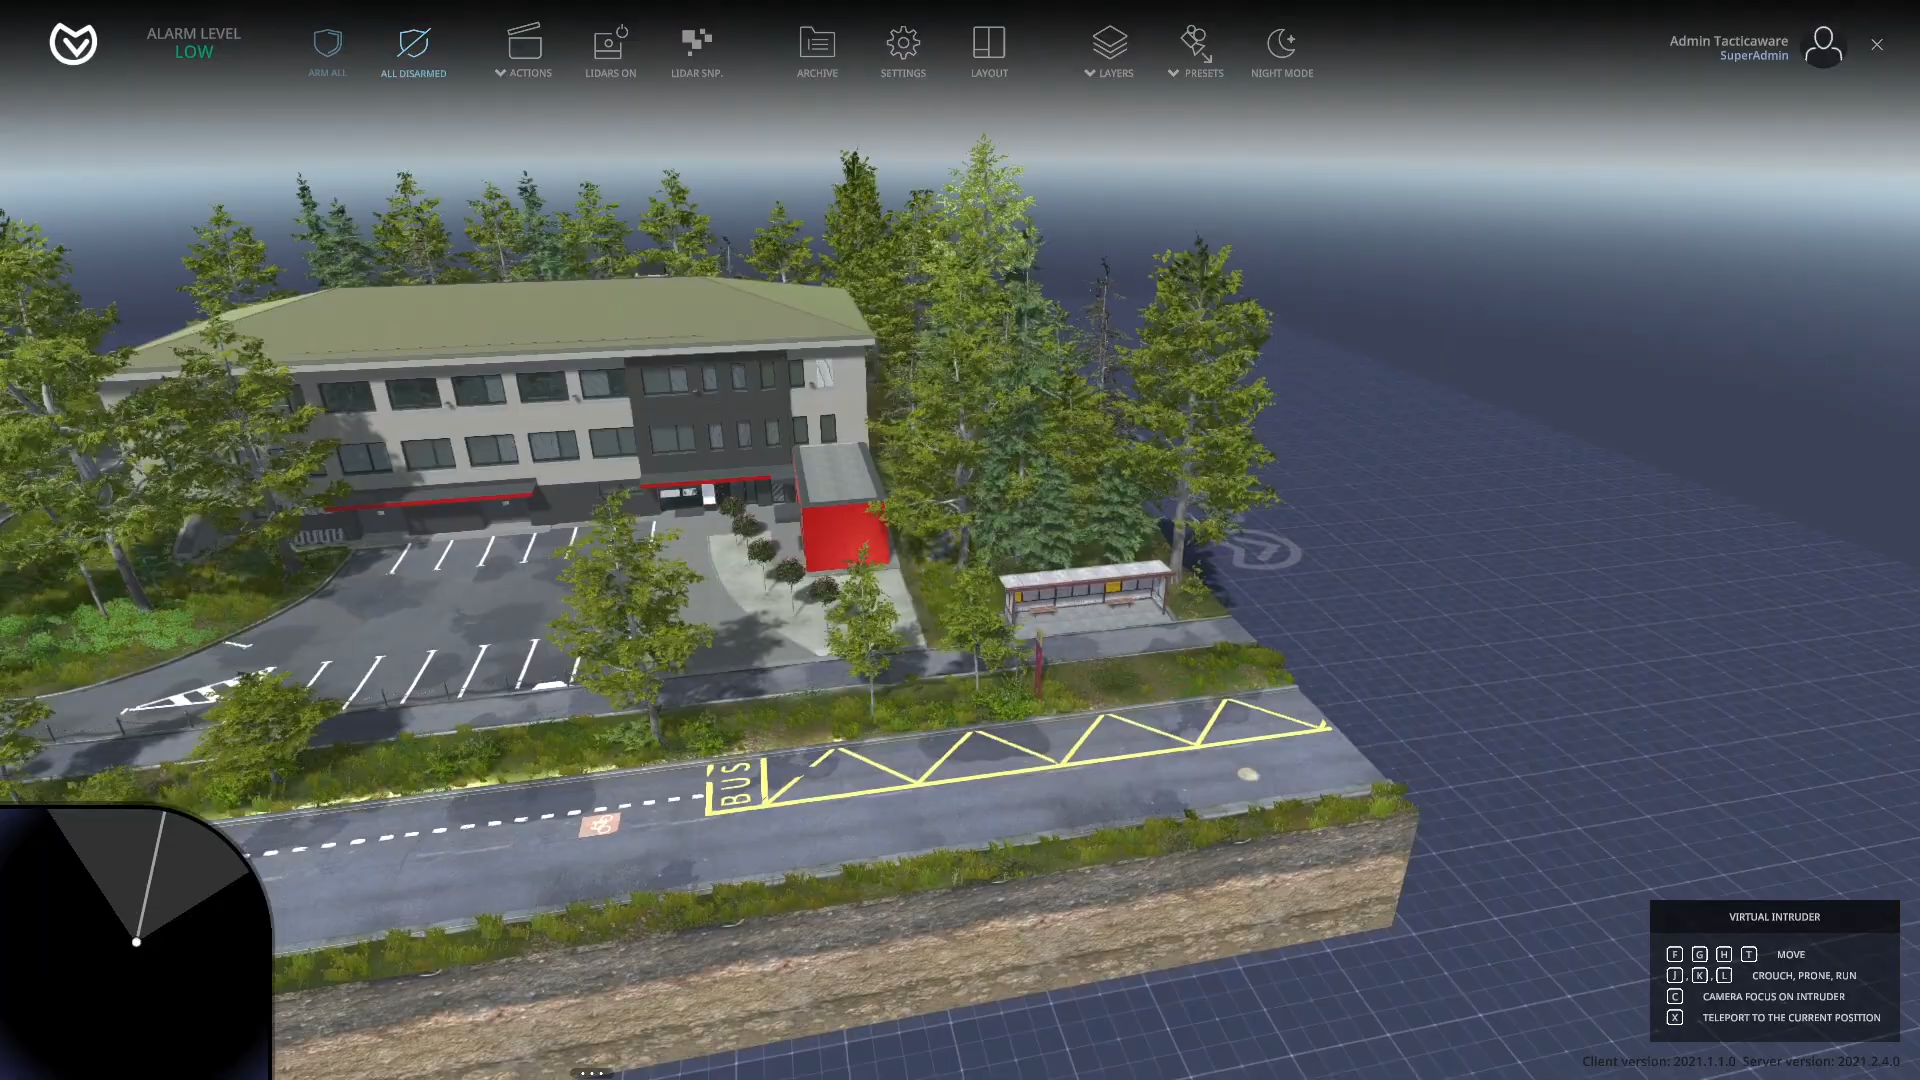 ALARM LEVEL
LOW
ARM ALL
ALL DISARMED
ACTIONS
LIDARS ON
LIDAR SNP.
ARCHIVE
SETTINGS
LAYOUT
LAYERS
PRESETS
NIGHT MODE
Admin Tacticaware
SuperAdmin
BUS
VIRTUAL INTRUDER
F G H T MOVE
J, K, L CROUCH, PRONE, RUN
C CAMERA FOCUS ON INTRUDER
X TELEPORT TO THE CURRENT POSITION
Client version: 2021.1.1.0 Server version: 2021.2.4.0